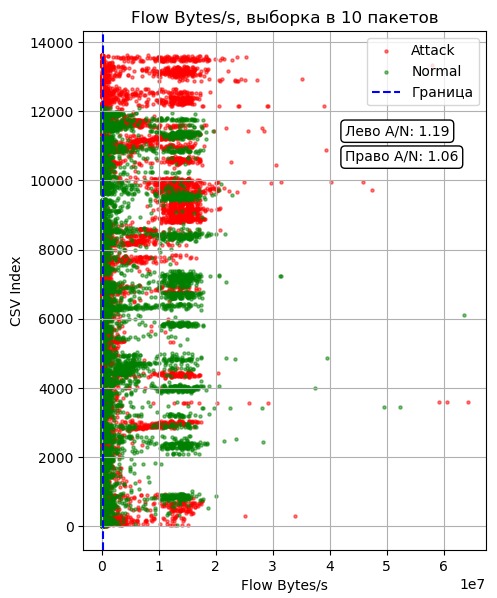 Flow Bytes/s, выборка в 10 пакетов
14000
12000
10000
8000
6000
4000
2000
0
CSV Index
Attack
Normal
Граница
Лево A/N: 1.19
Право A/N: 1.06
0 1 2 3 4 5 6
1e7
Flow Bytes/s